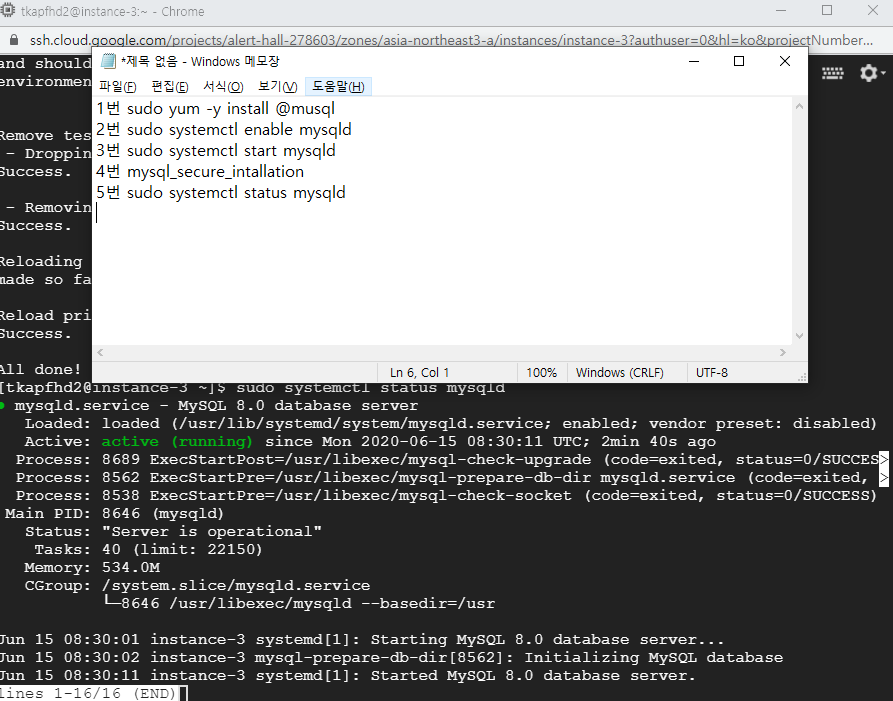 tkapfhd2@instance-3:~ - Chrome
ssh.cloud.google.com/projects/alert-hall-278603/zones/asia-northeast3-a/instances/instance-3?authuser=0&hl=ko&projectNumber...
and should
environmen
*제목 없음 - Windows 메모장
파일(F) 편집(E) 서식(O) 보기(V) 도움말(H)
1번 sudo yum -y install @musql
2번 sudo systemctl enable mysqld
3번 sudo systemctl start mysqld
4번 mysql_secure_intallation
5번 sudo systemctl status mysqld
Ln 6, Col 1 100% Windows (CRLF) UTF-8
Remove tes
- Droppin
Success.
- Removin
Success.
Reloading
made so fa
Reload pri
Success.
All done!
[tkapfhd2@instance-3 ~]$ sudo systemctl status mysqld
● mysqld.service - MySQL 8.0 database server
Loaded: loaded (/usr/lib/systemd/system/mysqld.service; enabled; vendor preset: disabled)
Active: active (running) since Mon 2020-06-15 08:30:11 UTC; 2min 40s ago
Process: 8689 ExecStartPost=/usr/libexec/mysql-check-upgrade (code=exited, status=0/SUCCES>
Process: 8562 ExecStartPre=/usr/libexec/mysql-prepare-db-dir mysqld.service (code=exited, >
Process: 8538 ExecStartPre=/usr/libexec/mysql-check-socket (code=exited, status=0/SUCCESS)
Main PID: 8646 (mysqld)
Status: "Server is operational"
Tasks: 40 (limit: 22150)
Memory: 534.0M
CGroup: /system.slice/mysqld.service
└─8646 /usr/libexec/mysqld --basedir=/usr
Jun 15 08:30:01 instance-3 systemd[1]: Starting MySQL 8.0 database server...
Jun 15 08:30:02 instance-3 mysql-prepare-db-dir[8562]: Initializing MySQL database
Jun 15 08:30:11 instance-3 systemd[1]: Started MySQL 8.0 database server.
lines 1-16/16 (END)